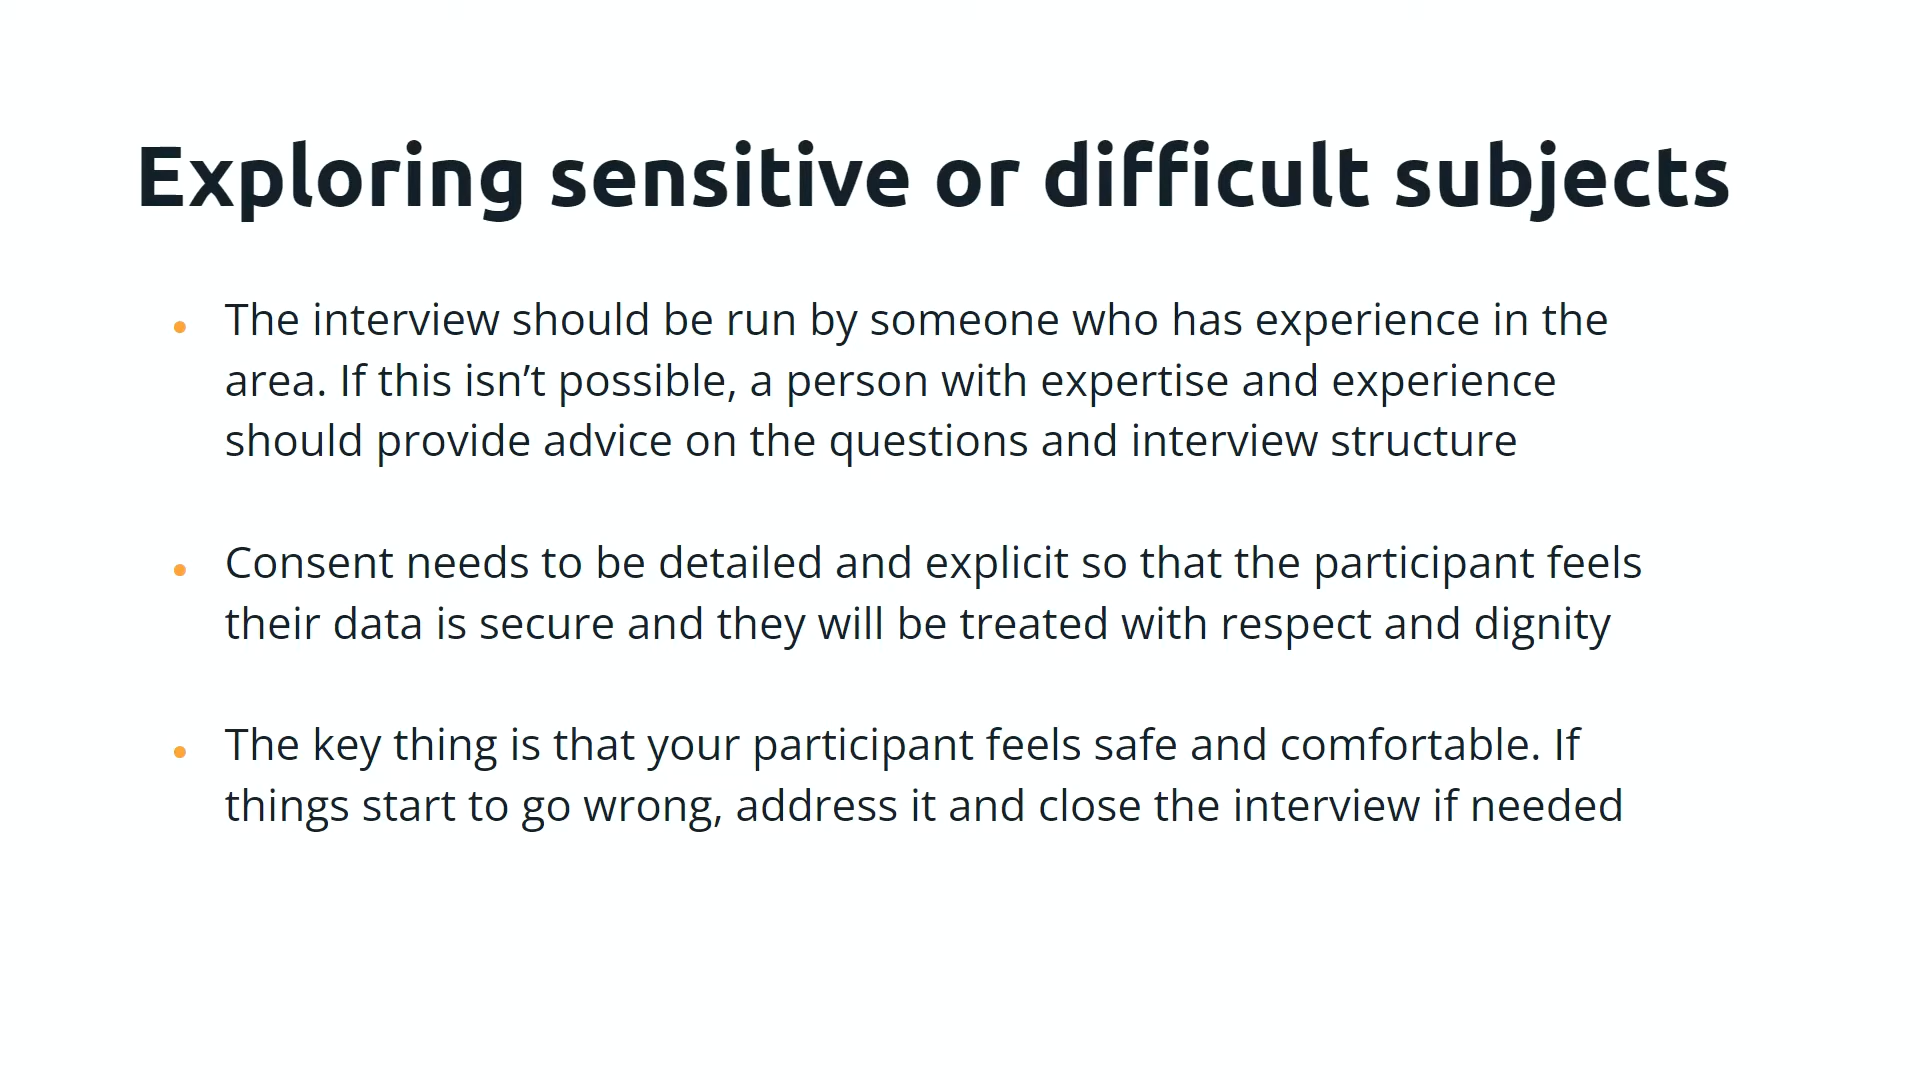 Exploring sensitive or difficult subjects
• The interview should be run by someone who has experience in the
area. If this isn’t possible, a person with expertise and experience
should provide advice on the questions and interview structure
• Consent needs to be detailed and explicit so that the participant feels
their data is secure and they will be treated with respect and dignity
• The key thing is that your participant feels safe and comfortable. If
things start to go wrong, address it and close the interview if needed